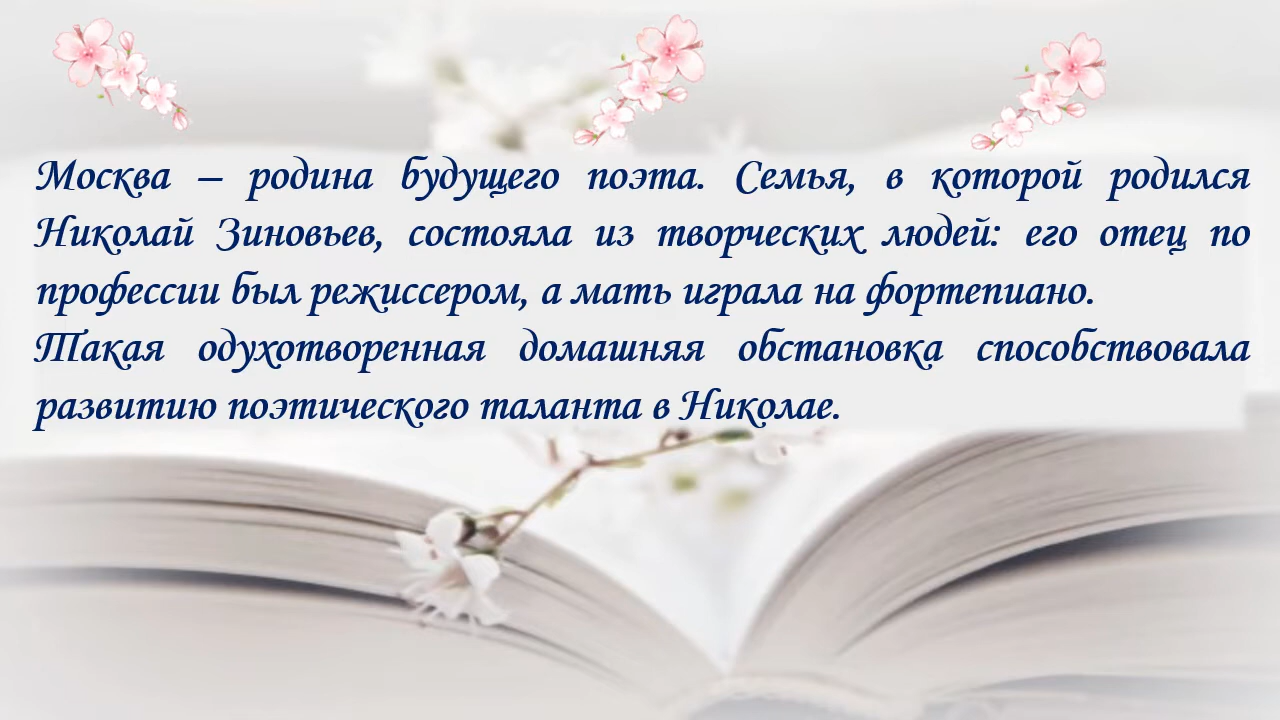 Москва – родина будущего поэта. Семья, в которой родился
Николай Зиновьев, состояла из творческих людей: его отец по
профессии был режиссером, а мать играла на фортепиано.
Такая одухотворенная домашняя обстановка способствовала
развитию поэтического таланта в Николае.